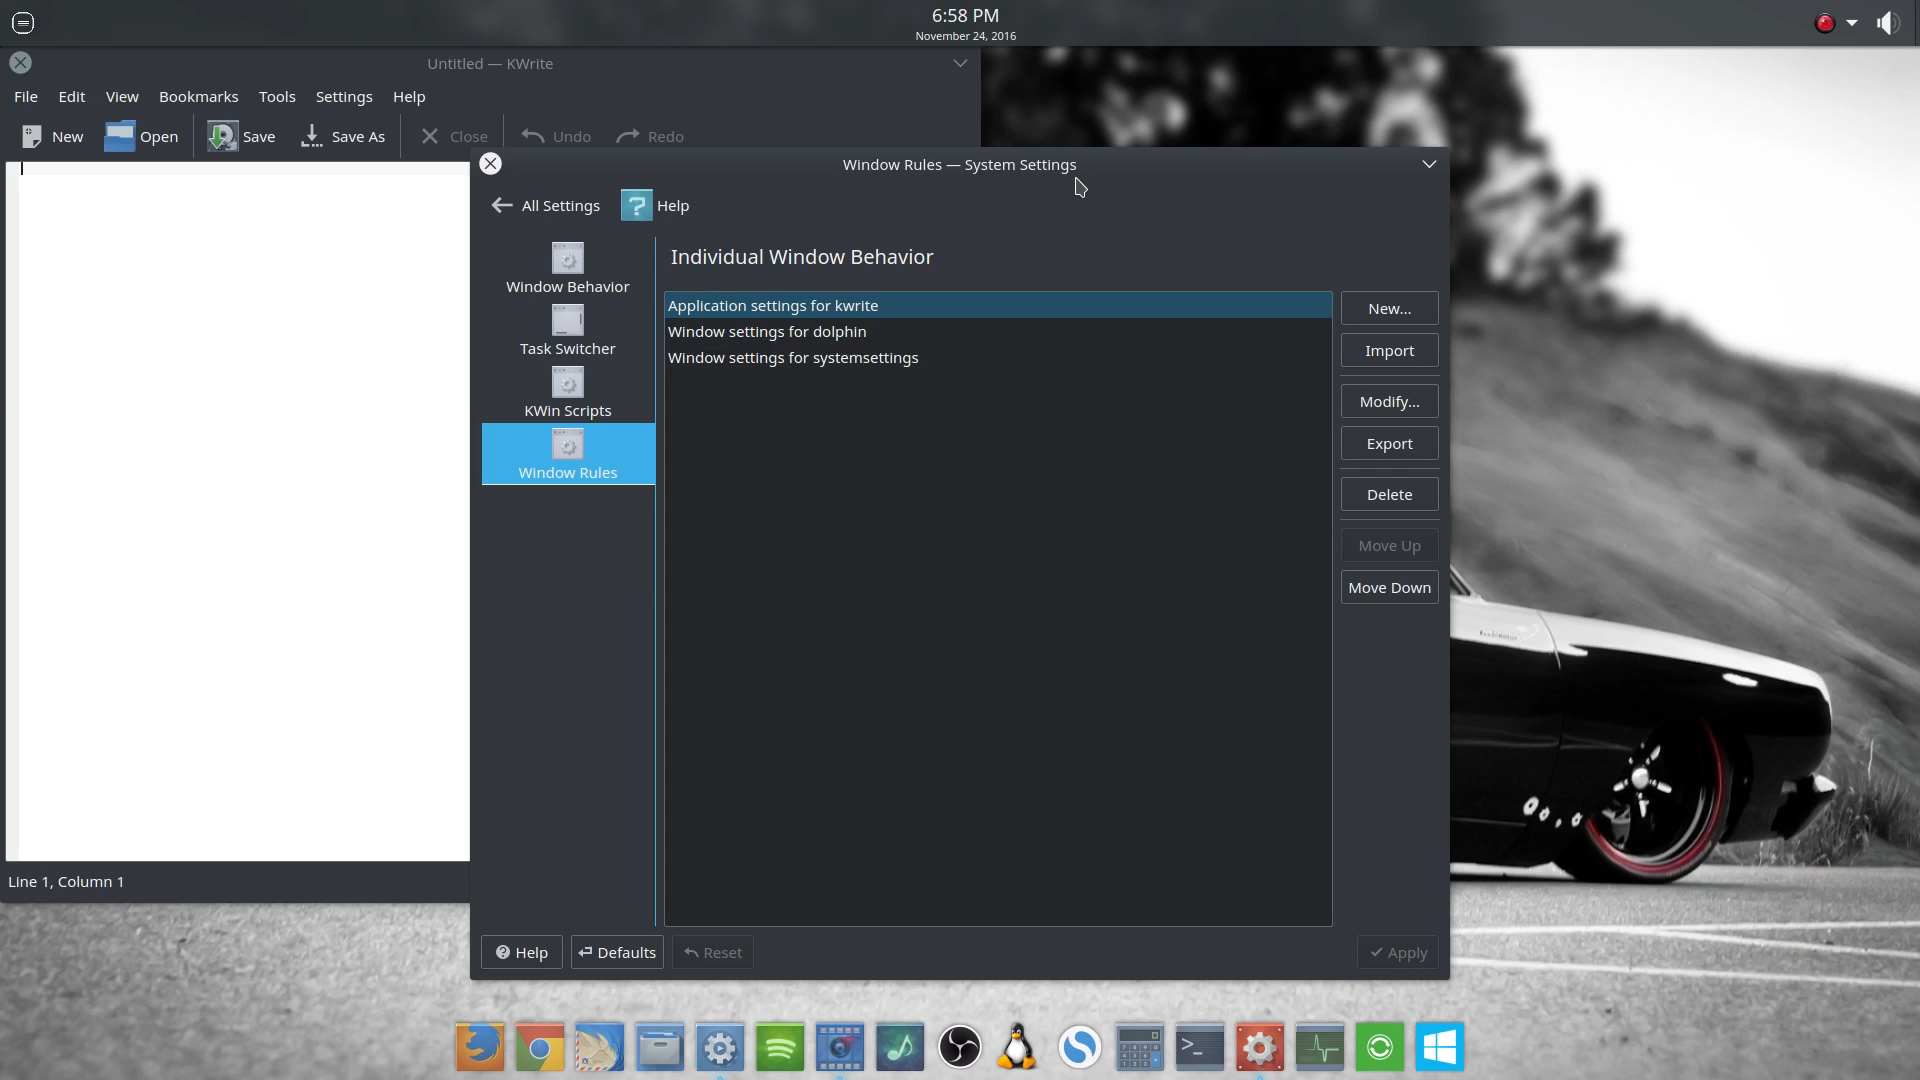 6:58 PM
November 24, 2016
Untitled — KWrite
File Edit View Bookmarks Tools Settings Help
New Open Save Save As Close Undo Redo
Window Rules — System Settings
All Settings Help
Window Behavior
Task Switcher
KWin Scripts
Window Rules
Individual Window Behavior
Application settings for kwrite
Window settings for dolphin
Window settings for systemsettings
New...
Import
Modify...
Export
Delete
Move Up
Move Down
Line 1, Column 1
Help Defaults Reset Apply